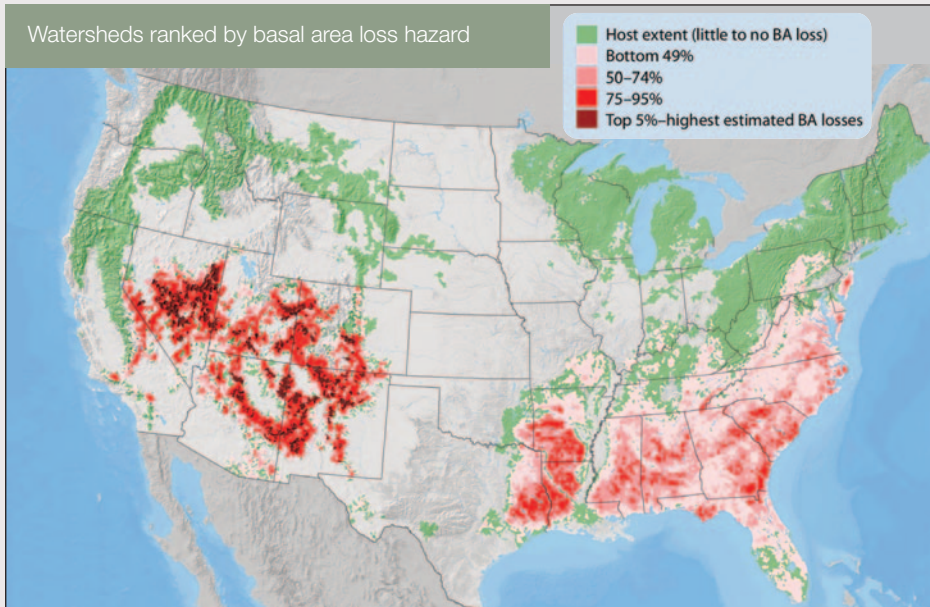 Watersheds ranked by basal area loss hazard
Host extent (little to no BA loss)
Bottom 49%
50–74%
75–95%
Top 5%–highest estimated BA losses